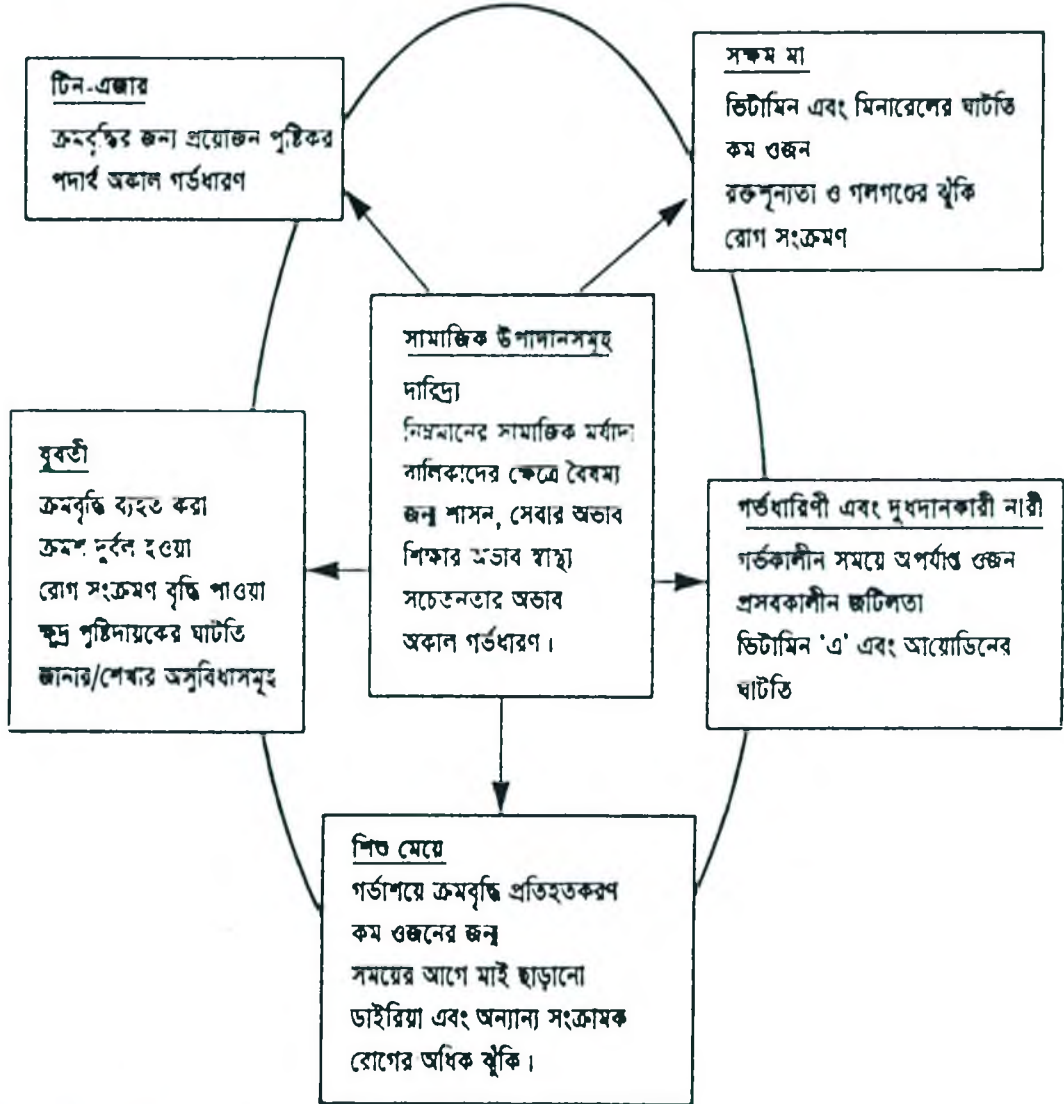 টিন-এজার
ক্রমবৃদ্ধির জন্য প্রয়োজন পুষ্টিকর
পদার্থ অকাল গর্ভধারণ
সক্ষম মা
ভিটামিন এবং মিনারেলের ঘাটতি
কম ওজন
রক্তশূন্যতা ও গলগণ্ডের ঝুঁকি
রোগ সংক্রমণ
সামাজিক উপাদানসমূহ
দারিদ্র্য
নিম্নমানের সামাজিক মর্যাদা
বালিকাদের ক্ষেত্রে বৈষম্য
জন্ম শাসন, সেবার অভাব
শিক্ষার অভাব স্বাস্থ্য
সচেতনতার অভাব
অকাল গর্ভধারণ।
যুবতী
ক্রমবৃদ্ধি ব্যহত করা
ক্রমশ দুর্বল হওয়া
রোগ সংক্রমণ বৃদ্ধি পাওয়া
ক্ষুদ্র পুষ্টিদায়কের ঘাটতি
জানার/শেখার অসুবিধাসমূহ
গর্ভধারিণী এবং দুধদানকারী নারী
গর্ভকালীন সময়ে অপর্যাপ্ত ওজন
প্রসবকালীন জটিলতা
ভিটামিন 'এ' এবং আয়োডিনের
ঘাটতি
শিশু মেয়ে
গর্ভাশয়ে ক্রমবৃদ্ধি প্রতিহতকরণ
কম ওজনের জন্ম
সময়ের আগে মাই ছাড়ানো
ডাইরিয়া এবং অন্যান্য সংক্রামক
রোগের অধিক ঝুঁকি।